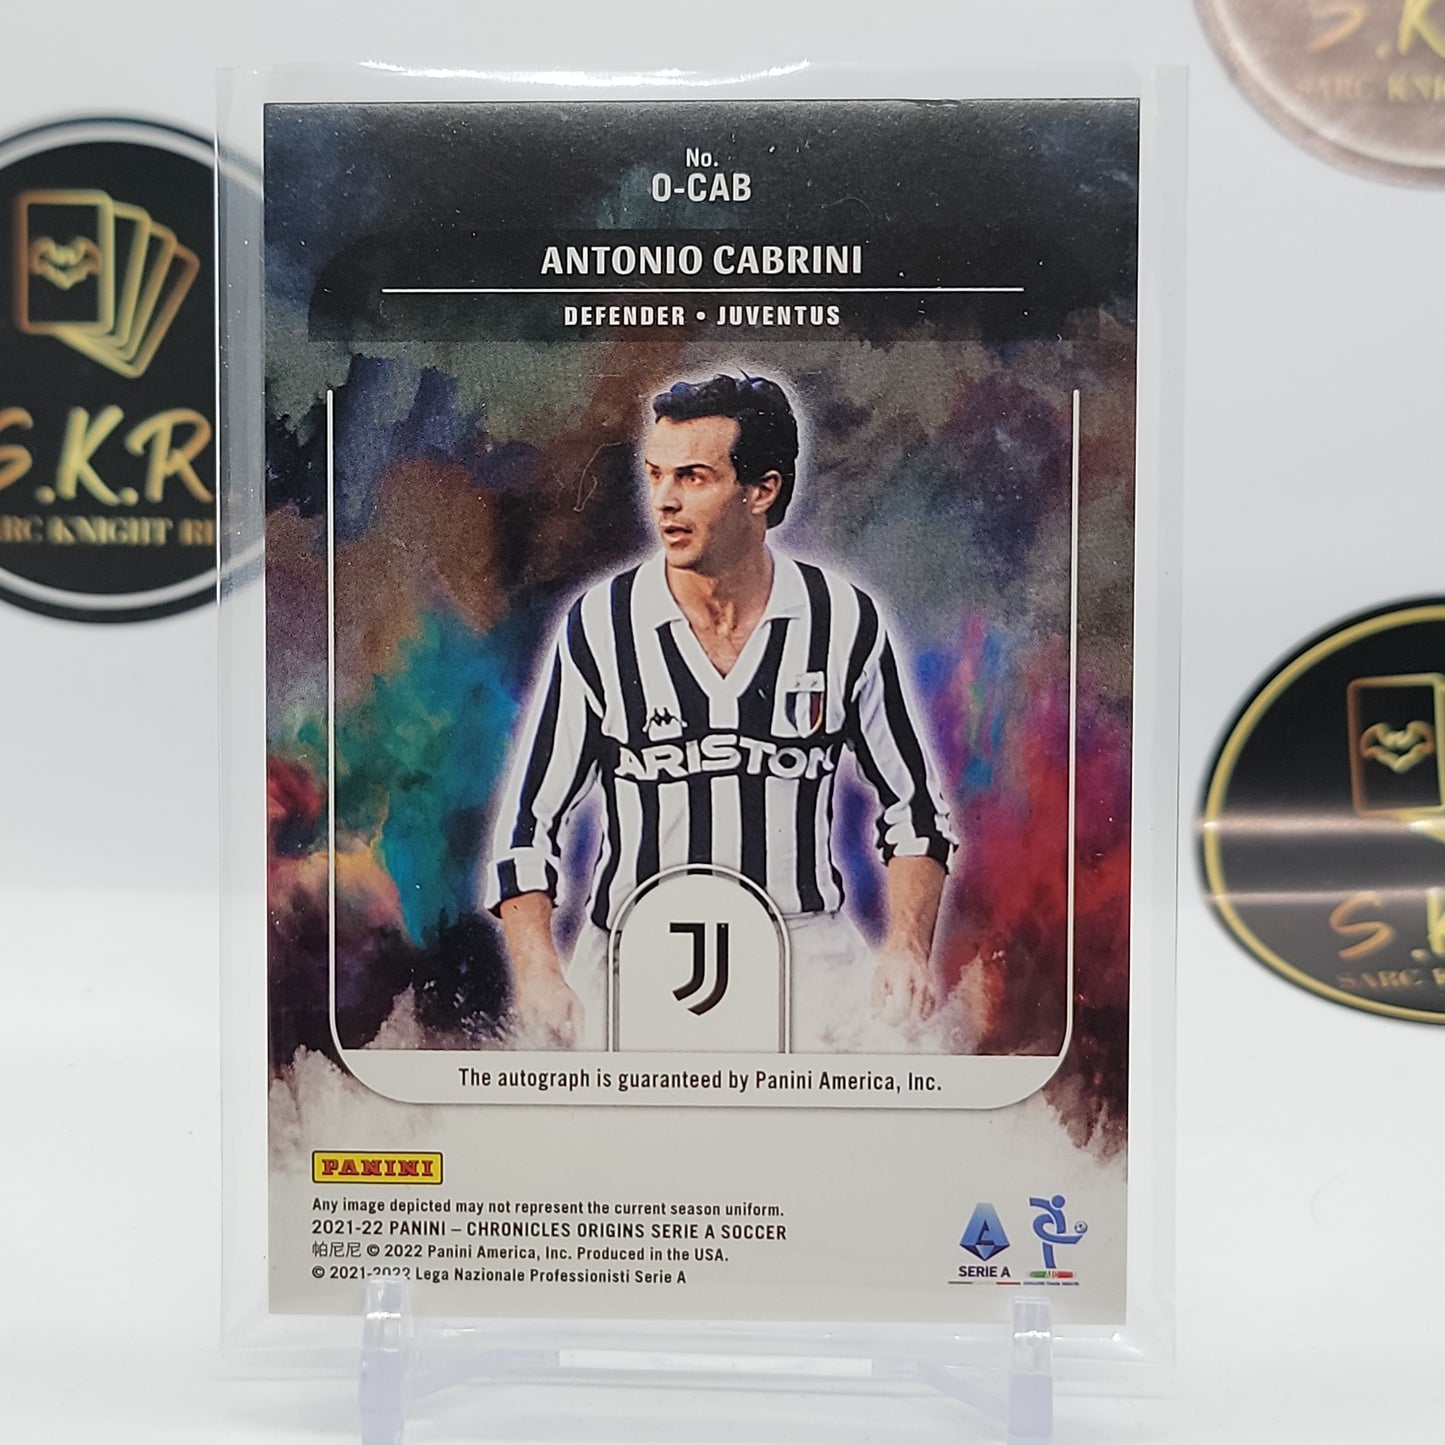 No.
O-CAB
ANTONIO CABRINI
DEFENDER • JUVENTUS
ARISTON
The autograph is guaranteed by Panini America, Inc.
PANINI
Any image depicted may not represent the current season uniform.
2021-22 PANINI – CHRONICLES ORIGINS SERIE A SOCCER
帕尼尼 © 2022 Panini America, Inc. Produced in the USA.
© 2021-2022 Lega Nazionale Professionisti Serie A
SERIE A
S.K.R
KNIGHT
S.K
S.K